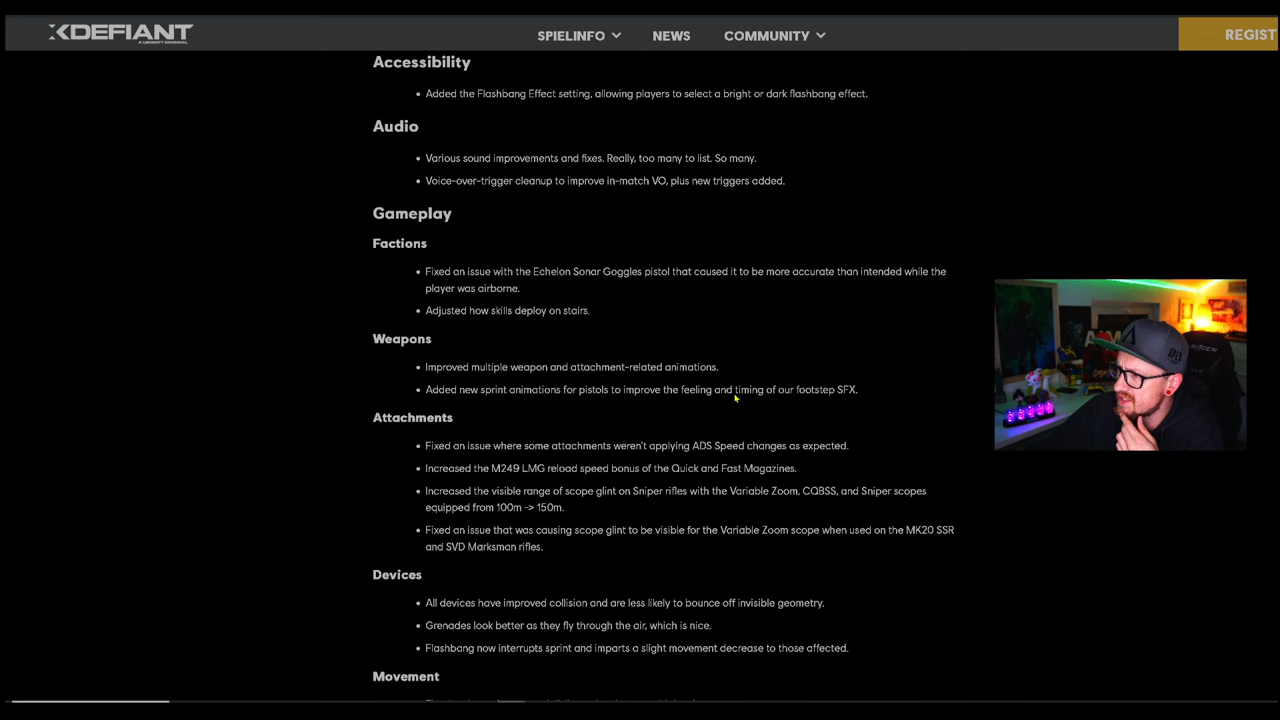 XDEFIANT
A UBISOFT ORIGINAL
SPIELINFO
NEWS
COMMUNITY
REGIST
Accessibility
• Added the Flashbang Effect setting, allowing players to select a bright or dark flashbang effect.
Audio
• Various sound improvements and fixes. Really, too many to list. So many.
• Voice-over-trigger cleanup to improve in-match VO, plus new triggers added.
Gameplay
Factions
• Fixed an issue with the Echelon Sonar Goggles pistol that caused it to be more accurate than intended while the
player was airborne.
• Adjusted how skills deploy on stairs.
Weapons
• Improved multiple weapon and attachment-related animations.
• Added new sprint animations for pistols to improve the feeling and timing of our footstep SFX.
Attachments
• Fixed an issue where some attachments weren't applying ADS Speed changes as expected.
• Increased the M249 LMG reload speed bonus of the Quick and Fast Magazines.
• Increased the visible range of scope glint on Sniper rifles with the Variable Zoom, CQBSS, and Sniper scopes
equipped from 100m -> 150m.
• Fixed an issue that was causing scope glint to be visible for the Variable Zoom scope when used on the MK20 SSR
and SVD Marksman rifles.
Devices
• All devices have improved collision and are less likely to bounce off invisible geometry.
• Grenades look better as they fly through the air, which is nice.
• Flashbang now interrupts sprint and imparts a slight movement decrease to those affected.
Movement